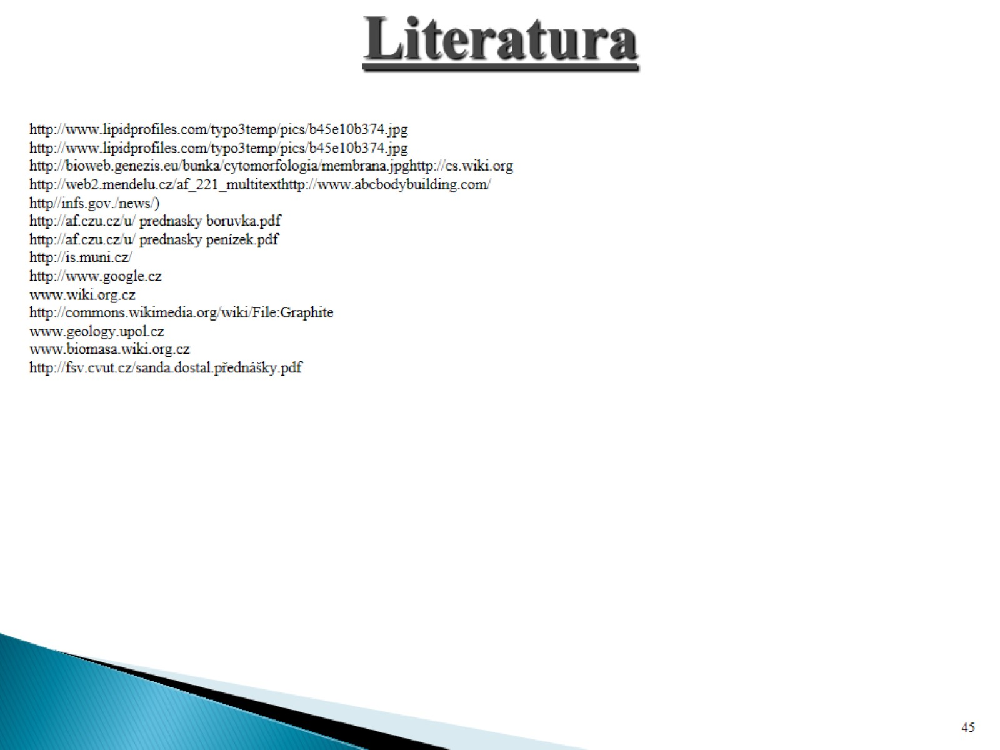 Literatura
http://www.lipidprofiles.com/typo3temp/pics/b45e10b374.jpg
http://www.lipidprofiles.com/typo3temp/pics/b45e10b374.jpg
http://bioweb.genezis.eu/bunka/cytomorfologia/membrana.jpghttp://cs.wiki.org
http://web2.mendelu.cz/af_221_multitexthttp://www.abcbodybuilding.com/
http//infs.gov./news/)
http://af.czu.cz/u/ prednasky boruvka.pdf
http://af.czu.cz/u/ prednasky penízek.pdf
http://is.muni.cz/
http://www.google.cz
www.wiki.org.cz
http://commons.wikimedia.org/wiki/File:Graphite
www.geology.upol.cz
www.biomasa.wiki.org.cz
http://fsv.cvut.cz/sanda.dostal.přednášky.pdf
45